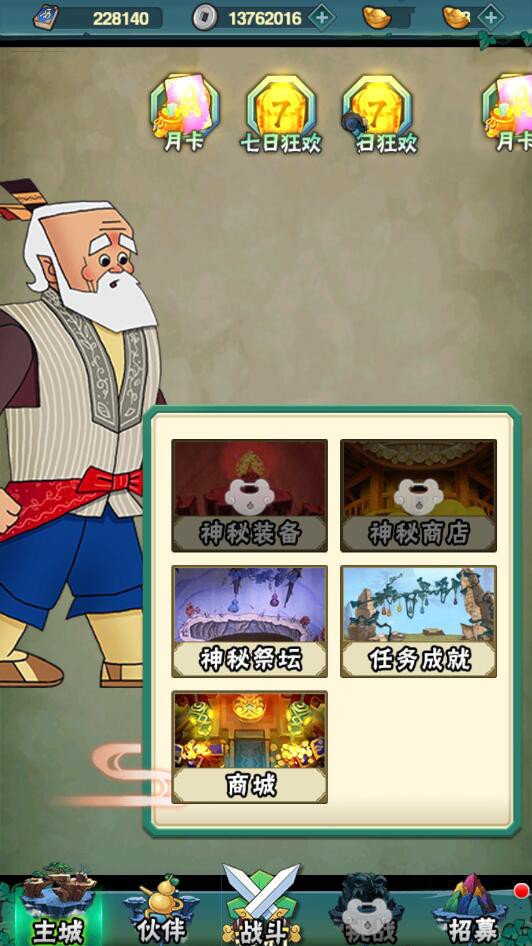 228140 13762016
月卡 七日狂欢 日狂欢 月卡
神秘装备 神秘商店
神秘祭坛 任务成就
商城
主城 伙伴 战斗 挑战 招募